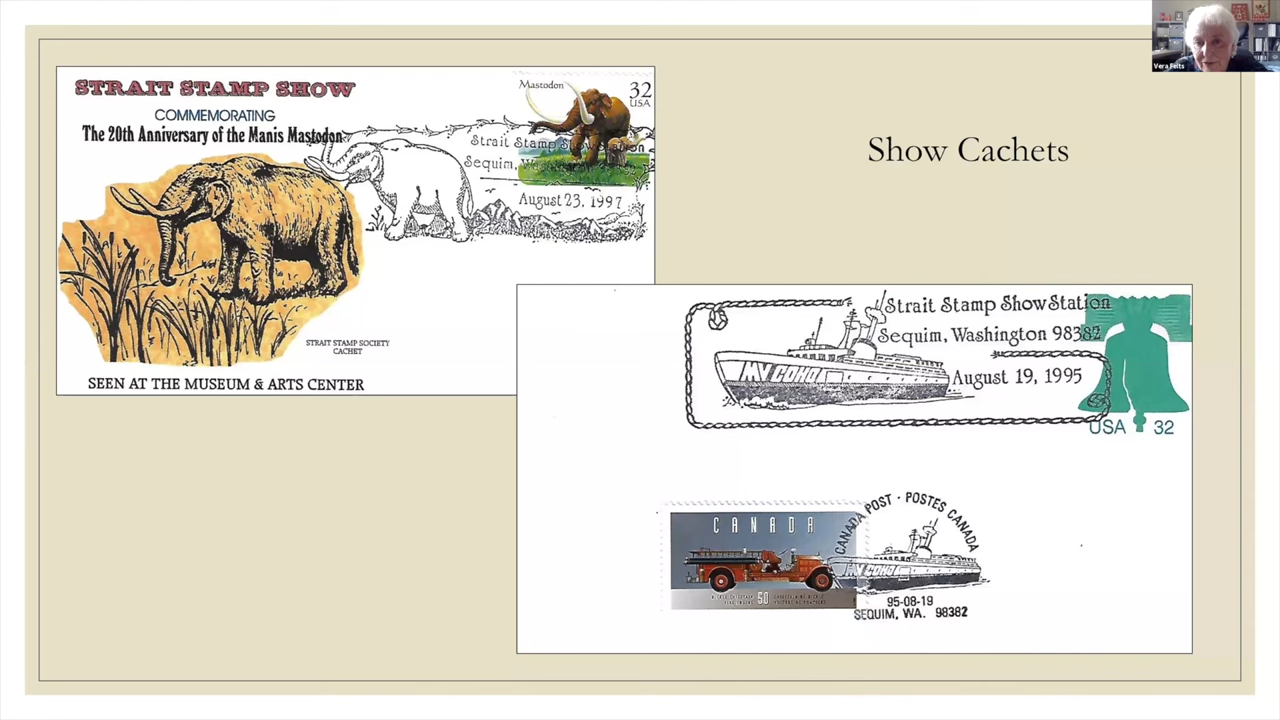 Vera Felts
Show Cachets
STRAIT STAMP SHOW
COMMEMORATING
The 20th Anniversary of the Manis Mastodon
Mastodon
32
USA
Strait Stamp Show Station
Sequim, Washington
August 23, 1997
STRAIT STAMP SOCIETY
CACHET
SEEN AT THE MUSEUM & ARTS CENTER
Strait Stamp Show Station
Sequim, Washington 98382
MV COHO
August 19, 1995
USA 32
CANADA
50
CANADA POST · POSTES CANADA
MV COHO
95-08-19
SEQUIM, WA. 98382